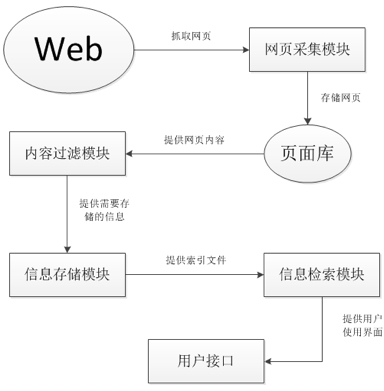 Web
抓取网页
网页采集模块
存储网页
内容过滤模块
提供网页内容
页面库
提供需要存
储的信息
信息存储模块
提供索引文件
信息检索模块
提供用户
使用界面
用户接口